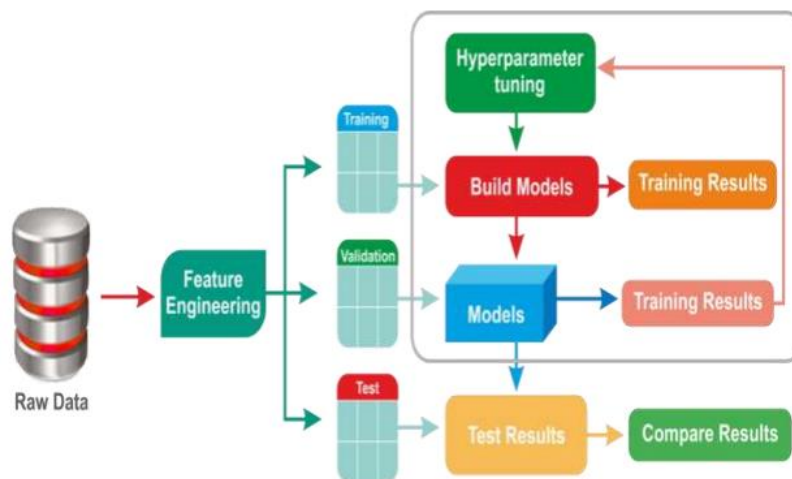 Hyperparameter
tuning
Training
Build Models
Training Results
Validation
Feature
Engineering
Models
Training Results
Raw Data
Test
Test Results
Compare Results